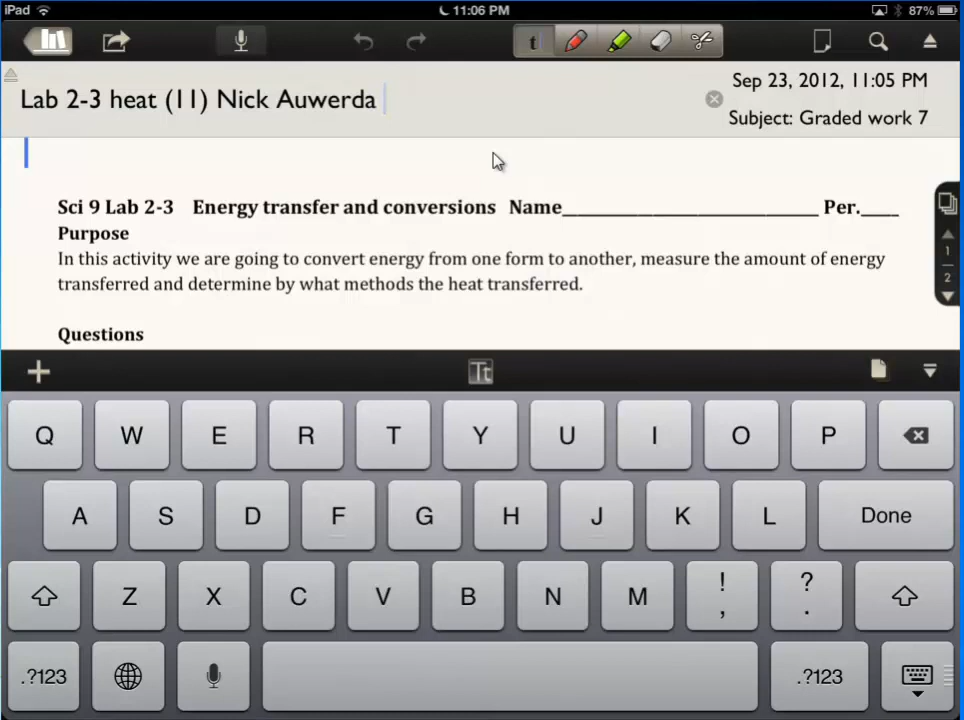 iPad 11:06 PM 87%
t
Lab 2-3 heat (11) Nick Auwerda
Sep 23, 2012, 11:05 PM
Subject: Graded work 7
Sci 9 Lab 2-3 Energy transfer and conversions Name__________________________ Per.____
Purpose
In this activity we are going to convert energy from one form to another, measure the amount of energy
transferred and determine by what methods the heat transferred.
Questions
1
2
Tt
Q W E R T Y U I O P
A S D F G H J K L Done
Z X C V B N M ! , ? .
.?123 .?123